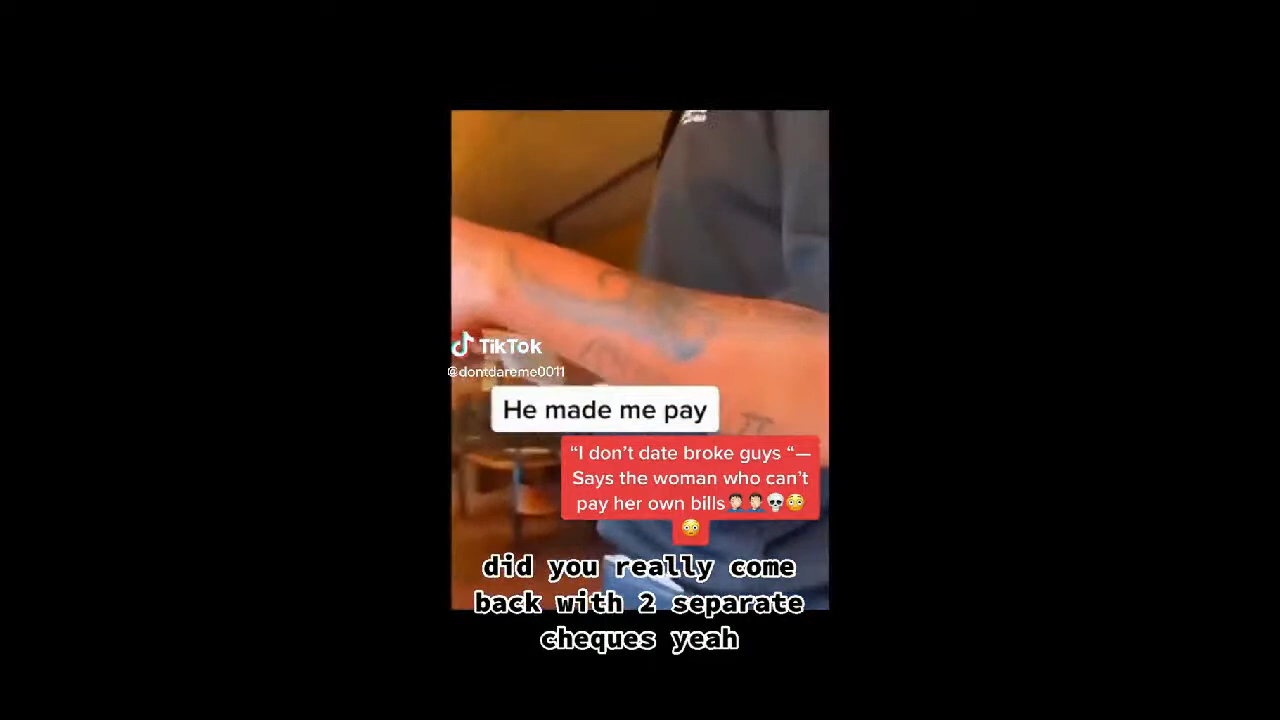 TikTok
@dontdareme0011
He made me pay
“I don’t date broke guys “—
Says the woman who can’t
pay her own bills🤦🏻‍♂️🤦🏻‍♂️💀😳
😳
did you really come
back with 2 separate
cheques yeah